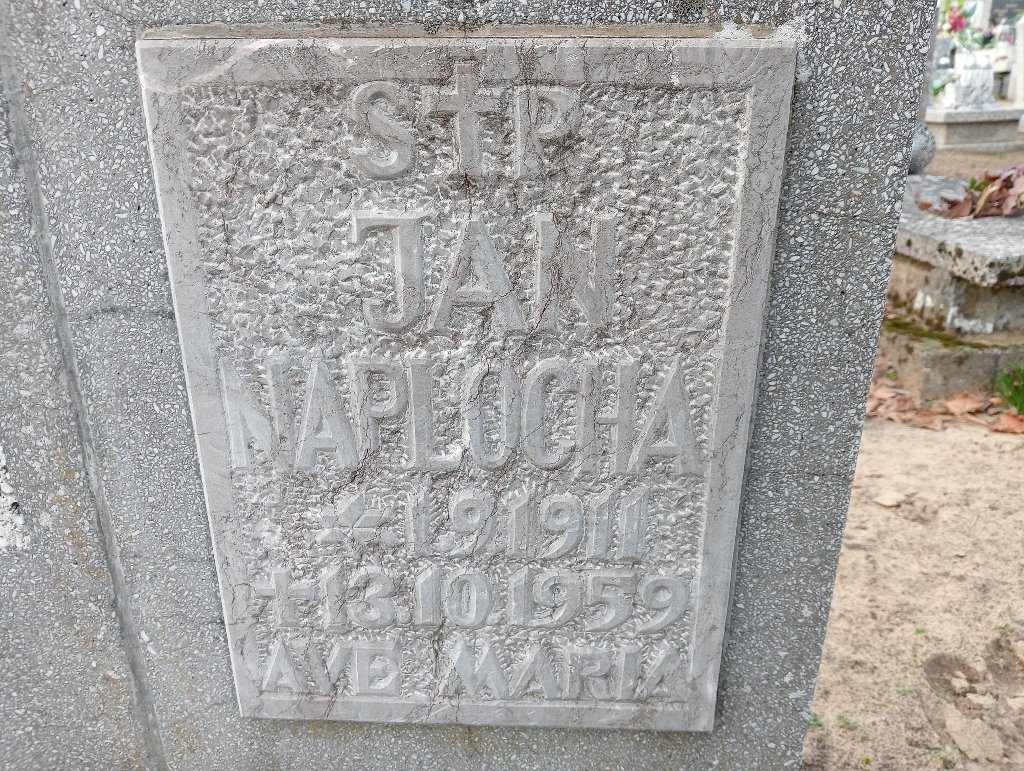 S✝P
JAN
NAPLOCHA
* 1.9.1911
✝13.10.1959
AVE MARIA